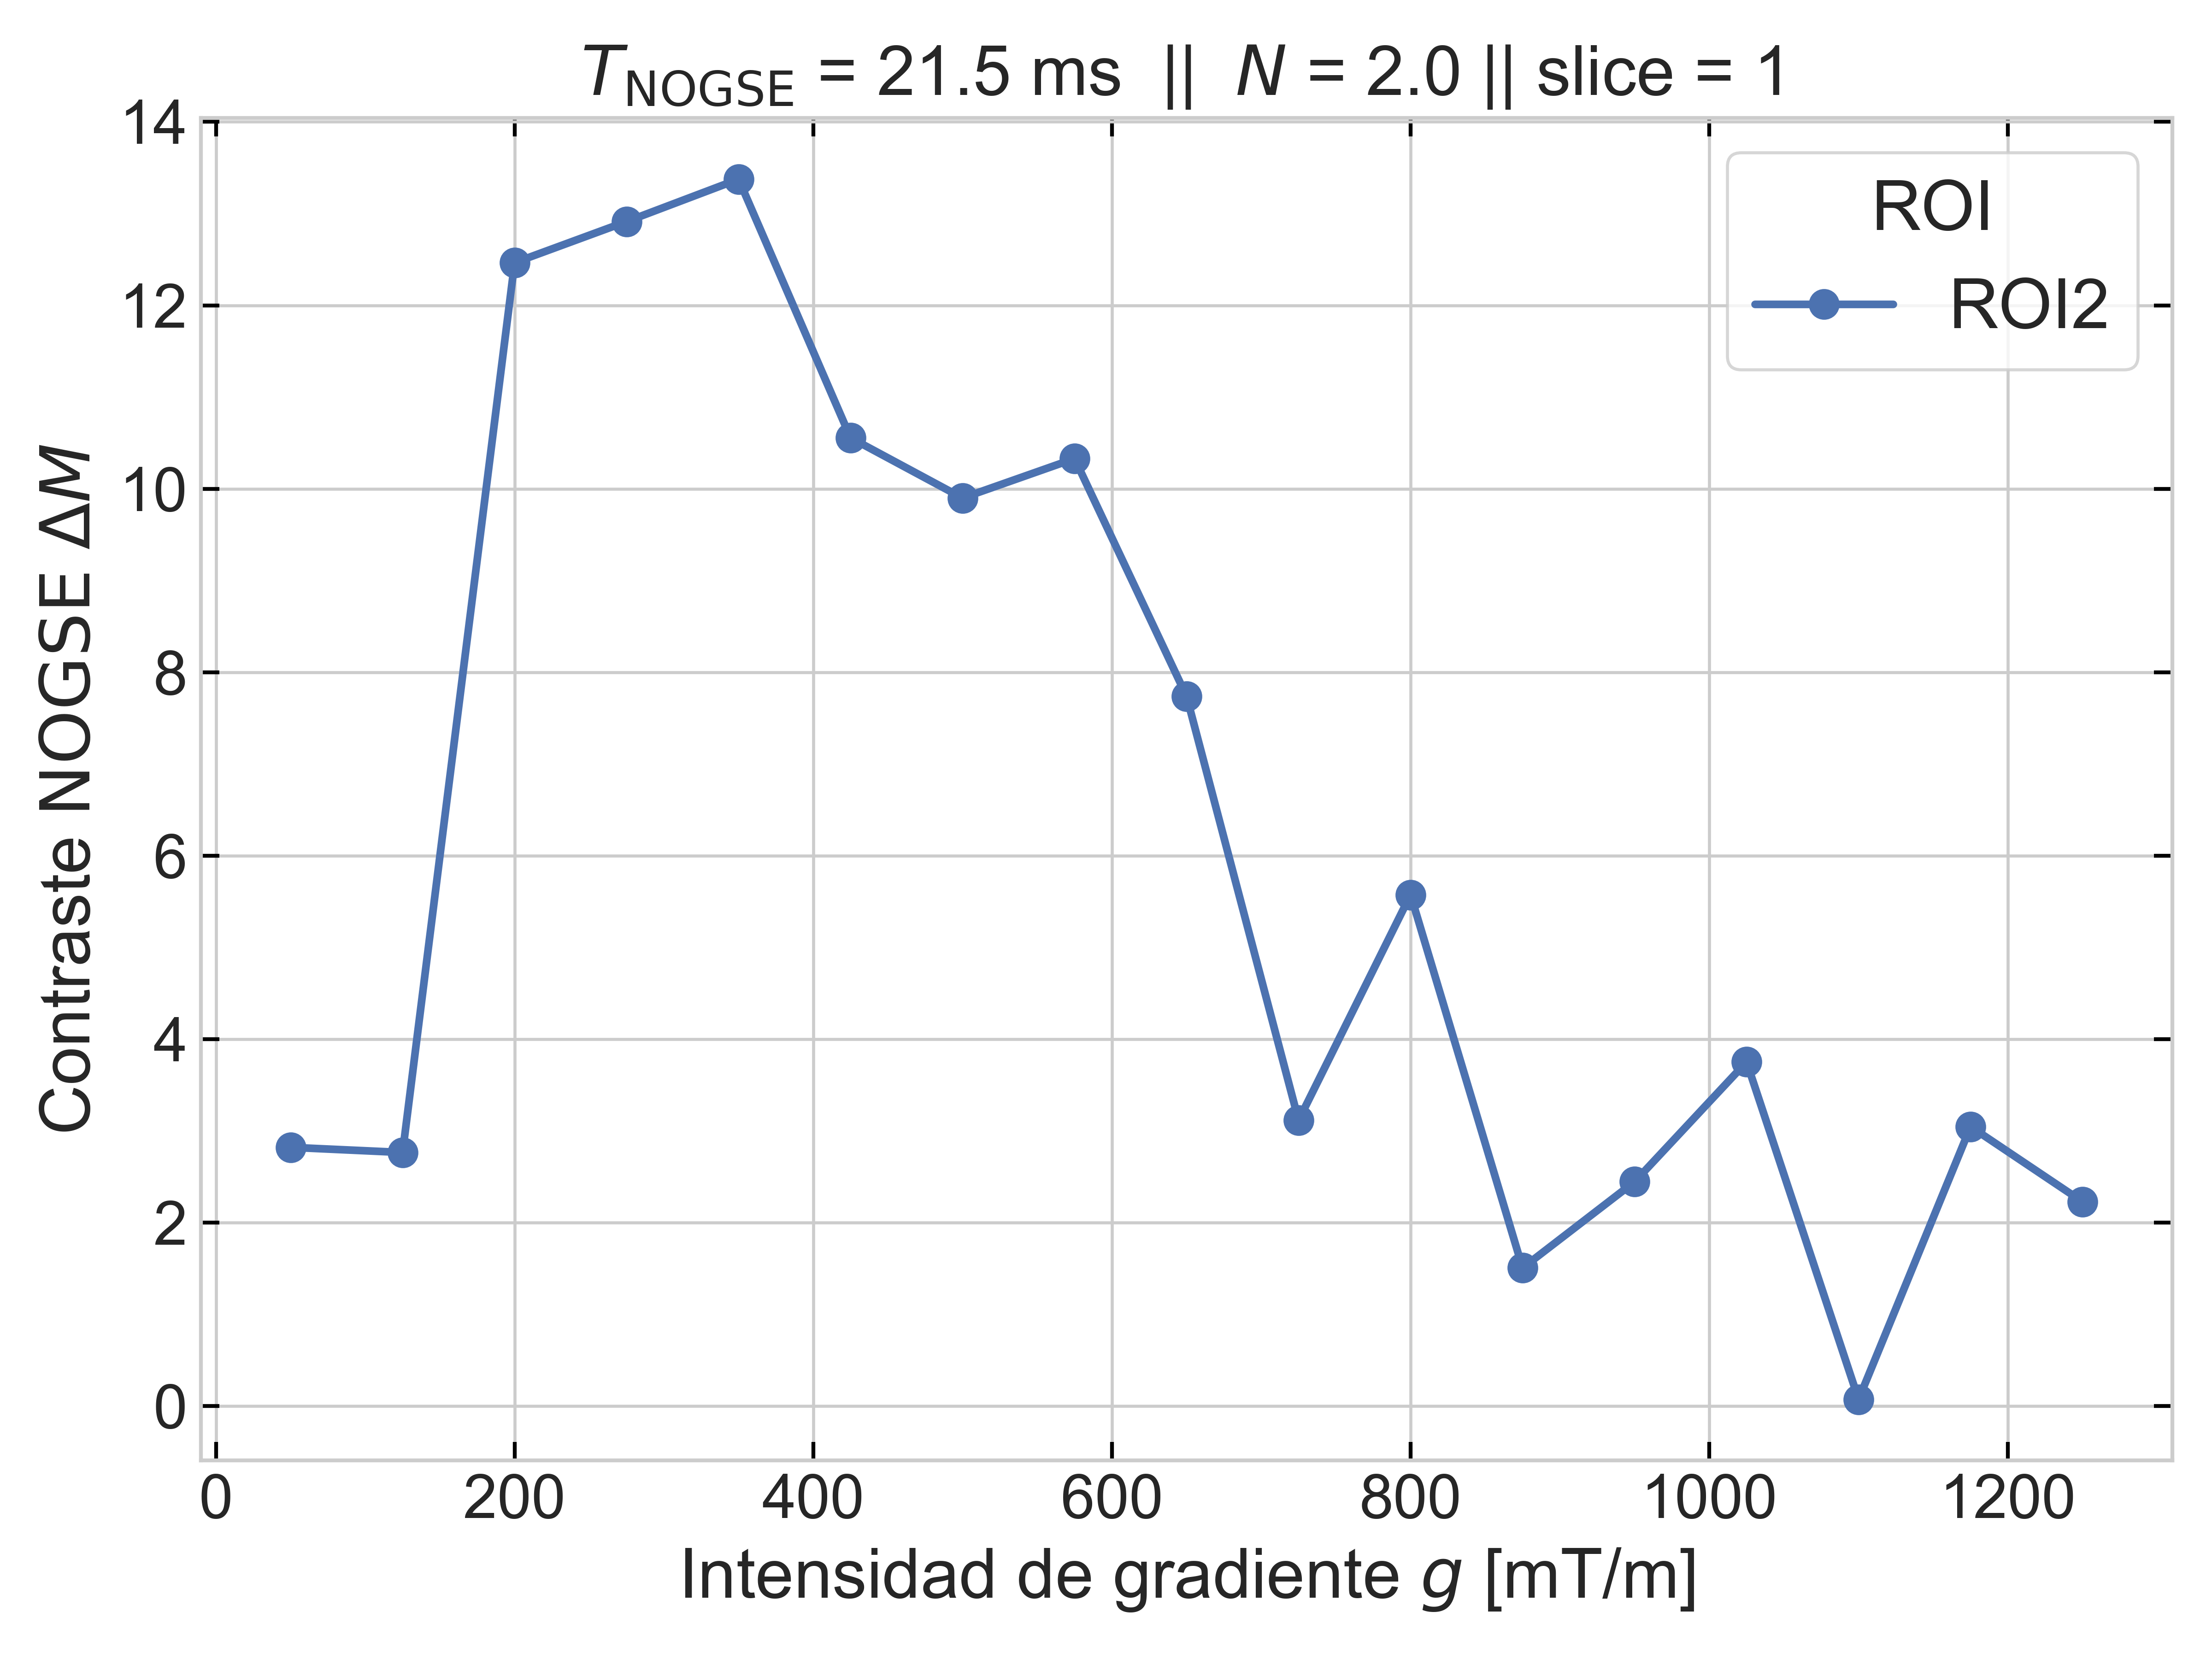 T_NOGSE = 21.5 ms || N = 2.0 || slice = 1
Contraste NOGSE ΔM
14
12
10
8
6
4
2
0
ROI
ROI2
0 200 400 600 800 1000 1200
Intensidad de gradiente g [mT/m]